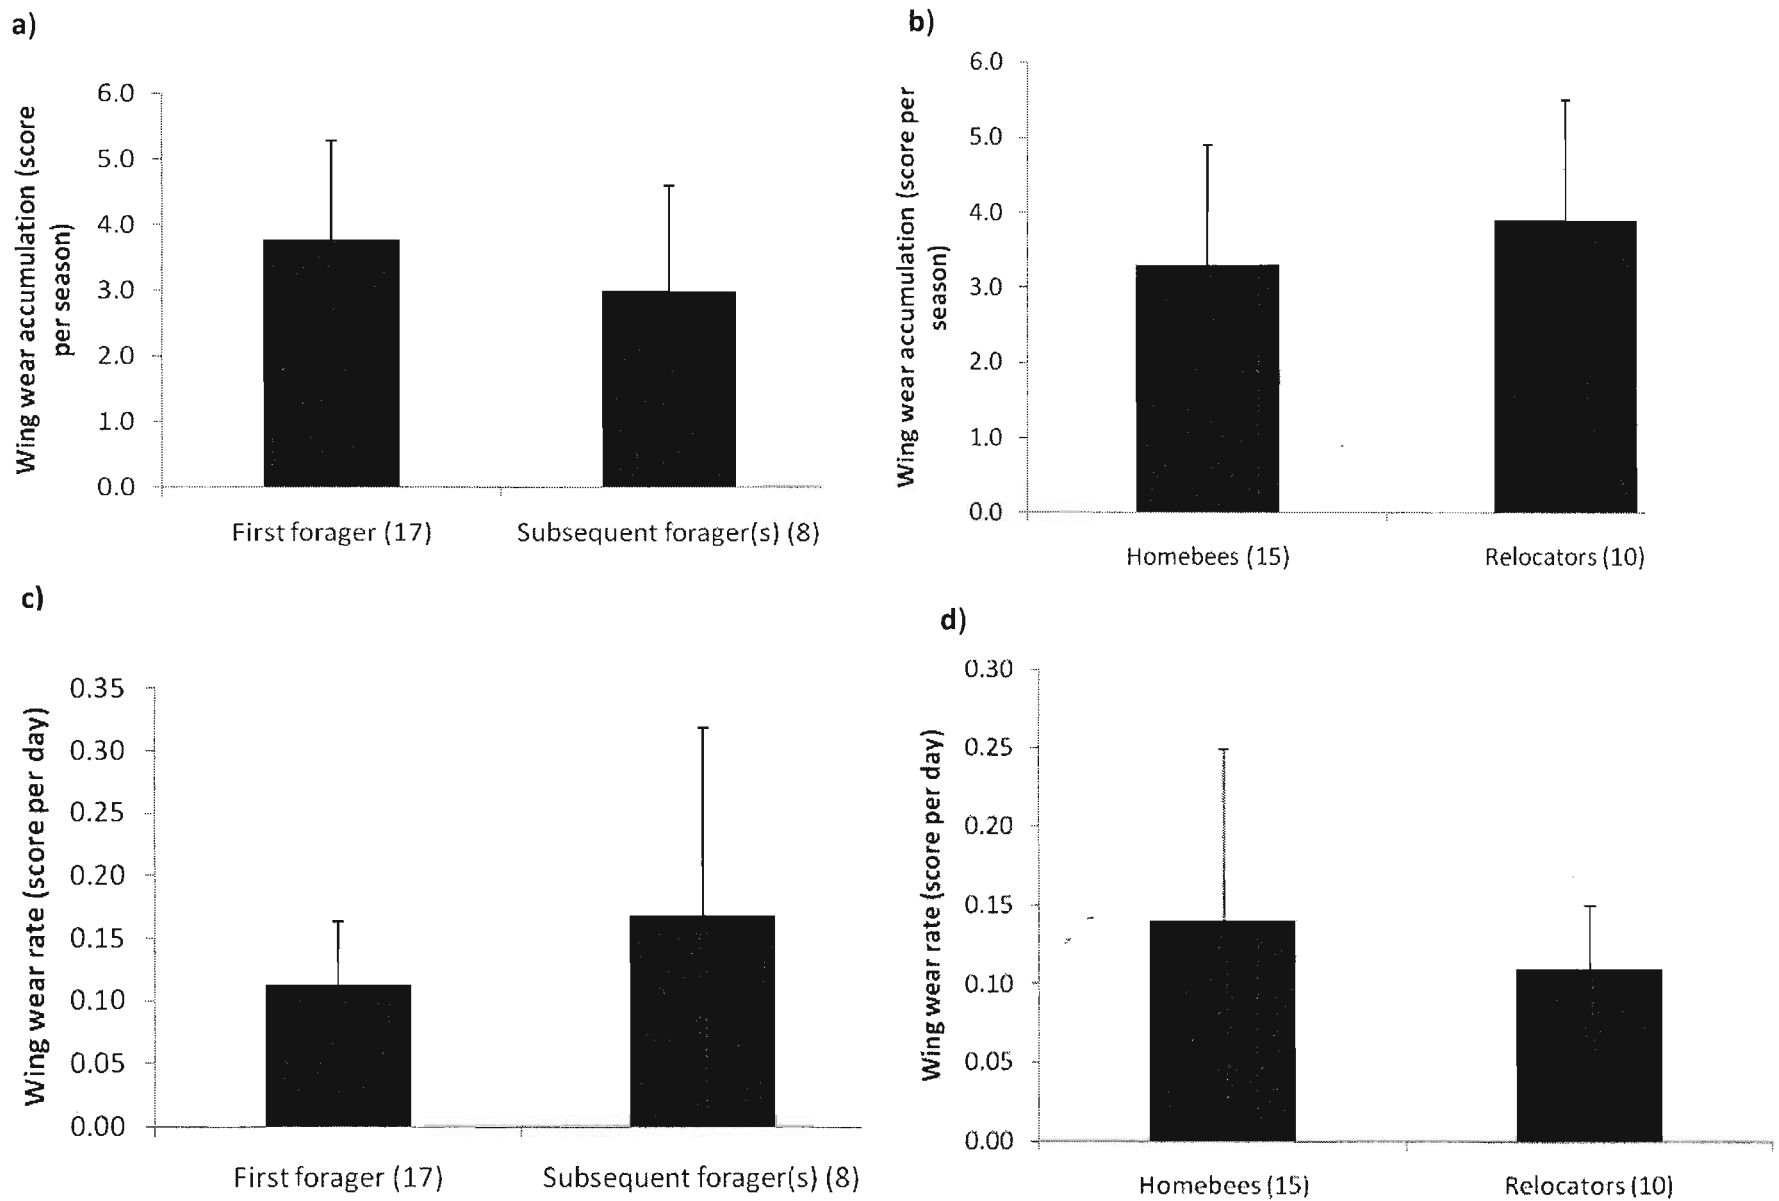 a)
Wing wear accumulation (score
per season)
6.0
5.0
4.0
3.0
2.0
1.0
0.0
First forager (17)
Subsequent forager(s) (8)
b)
Wing wear accumulation (score per
season)
6.0
5.0
4.0
3.0
2.0
1.0
0.0
Homebees (15)
Relocators (10)
c)
Wing wear rate (score per day)
0.35
0.30
0.25
0.20
0.15
0.10
0.05
0.00
First forager (17)
Subsequent forager(s) (8)
d)
Wing wear rate (score per day)
0.30
0.25
0.20
0.15
0.10
0.05
0.00
Homebees (15)
Relocators (10)